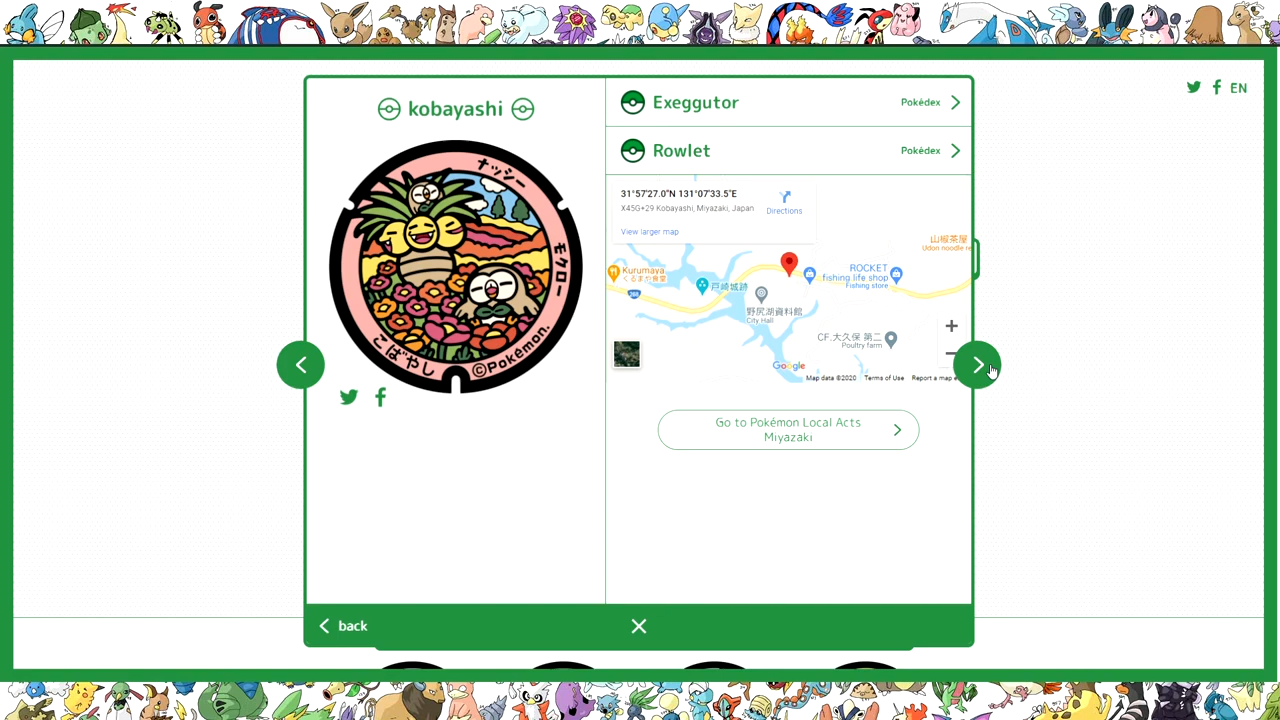 EN
kobayashi
ナッシー
モクロー
こばやし
©Pokémon.
Exeggutor
Pokédex
Rowlet
Pokédex
31°57'27.0"N 131°07'33.5"E
X45G+29 Kobayashi, Miyazaki, Japan
Directions
View larger map
山椒茶屋
Udon noodle re
Kurumaya
くるまや食堂
268
戸崎城跡
ROCKET
fishing life shop
Fishing store
野尻湖資料館
City Hall
CF.大久保 第二
Poultry farm
Google
Map data ©2020
Terms of Use
Report a map e
Go to Pokémon Local Acts
Miyazaki
back